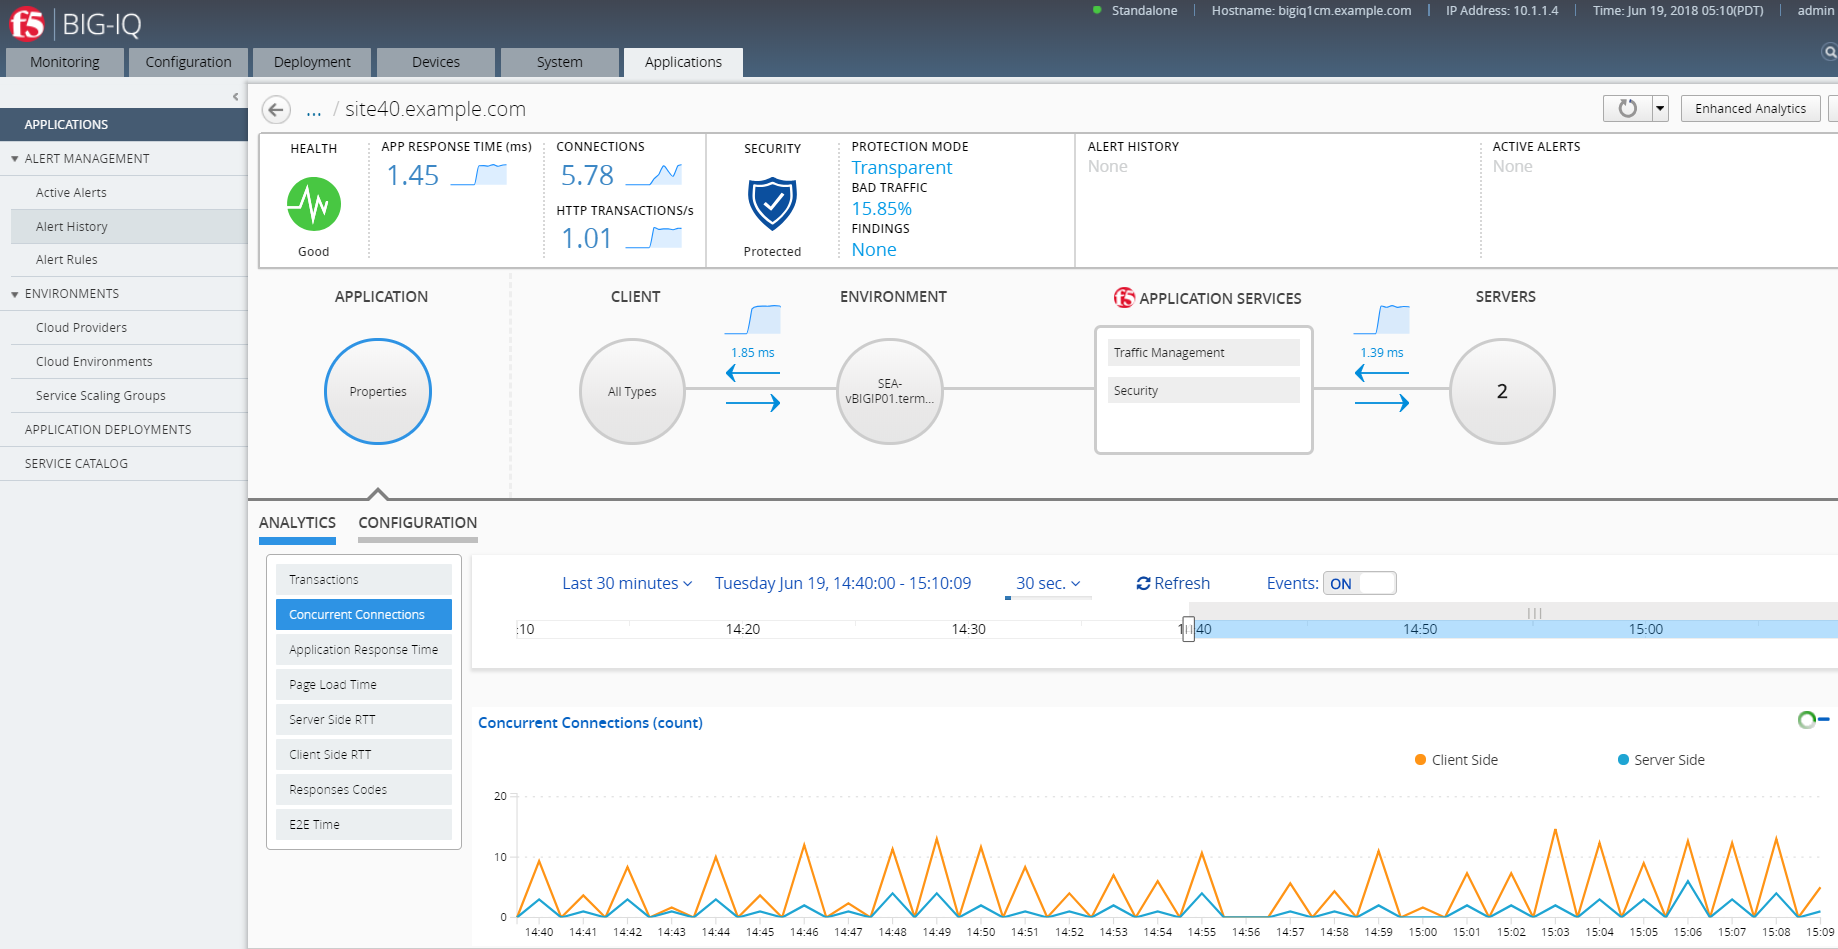 f5 BIG-IQ
Standalone Hostname: bigiq1cm.example.com IP Address: 10.1.1.4 Time: Jun 19, 2018 05:10(PDT) admin
Monitoring Configuration Deployment Devices System Applications
APPLICATIONS
ALERT MANAGEMENT
Active Alerts
Alert History
Alert Rules
ENVIRONMENTS
Cloud Providers
Cloud Environments
Service Scaling Groups
APPLICATION DEPLOYMENTS
SERVICE CATALOG
... / site40.example.com
Enhanced Analytics
HEALTH
Good
APP RESPONSE TIME (ms)
1.45
CONNECTIONS
5.78
HTTP TRANSACTIONS/s
1.01
SECURITY
Protected
PROTECTION MODE
Transparent
BAD TRAFFIC
15.85%
FINDINGS
None
ALERT HISTORY
None
ACTIVE ALERTS
None
APPLICATION
Properties
CLIENT
All Types
1.85 ms
ENVIRONMENT
SEA-
vBIGIP01.term...
f5 APPLICATION SERVICES
Traffic Management
Security
1.39 ms
SERVERS
2
ANALYTICS CONFIGURATION
Transactions
Concurrent Connections
Application Response Time
Page Load Time
Server Side RTT
Client Side RTT
Responses Codes
E2E Time
Last 30 minutes Tuesday Jun 19, 14:40:00 - 15:10:09 30 sec. Refresh Events: ON
:10 14:20 14:30 40 14:50 15:00
Concurrent Connections (count)
Client Side Server Side
20
10
0
14:40 14:41 14:42 14:43 14:44 14:45 14:46 14:47 14:48 14:49 14:50 14:51 14:52 14:53 14:54 14:55 14:56 14:57 14:58 14:59 15:00 15:01 15:02 15:03 15:04 15:05 15:06 15:07 15:08 15:09